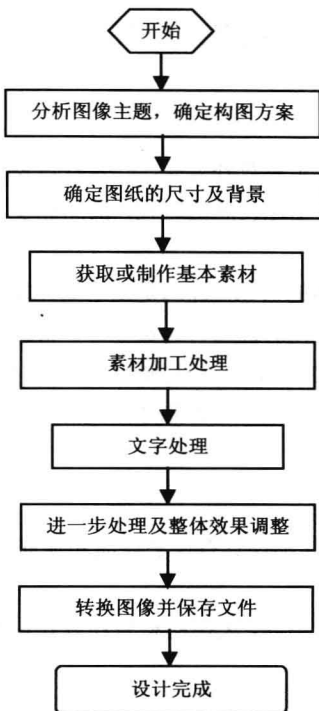 开始
分析图像主题，确定构图方案
确定图纸的尺寸及背景
获取或制作基本素材
素材加工处理
文字处理
进一步处理及整体效果调整
转换图像并保存文件
设计完成